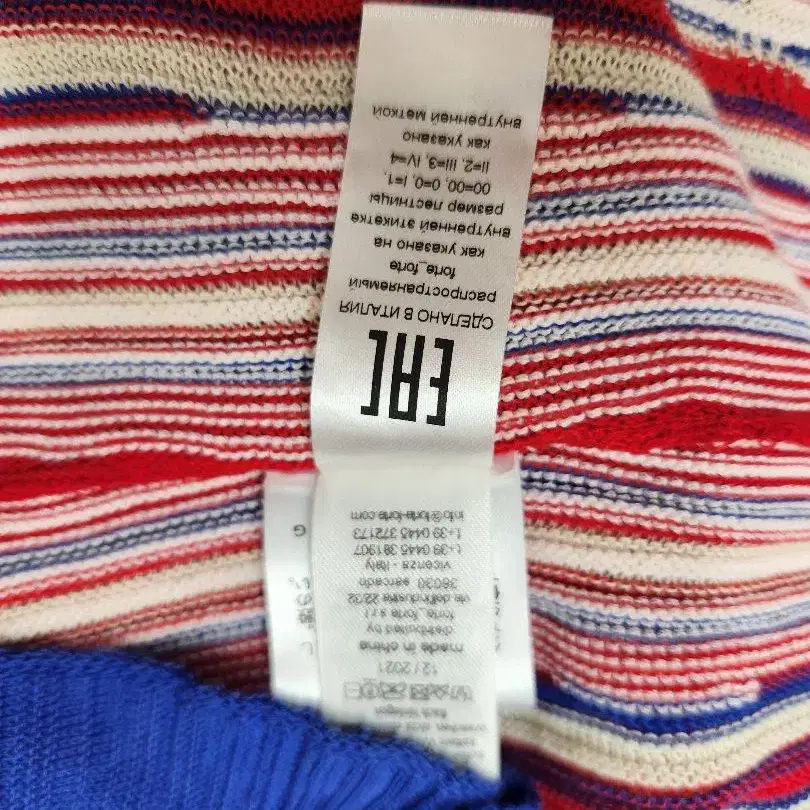 EAC
СДЕЛАНО В ИТАЛИЯ
распространяемый
forte_forte
как указано на
внутренней этикетке
размер лестницы
00=00, 0=0, I=1,
II=2, III=3, IV=4
как указано
внутренней меткой
12 / 2021
made in china
distributed by
forte_forte s.r.l
via dell'industria 22/32
36030 sarcedo
vicenza - italy
t+39 0445 381907
t+39 0445 372173
info@forte-forte.com
G